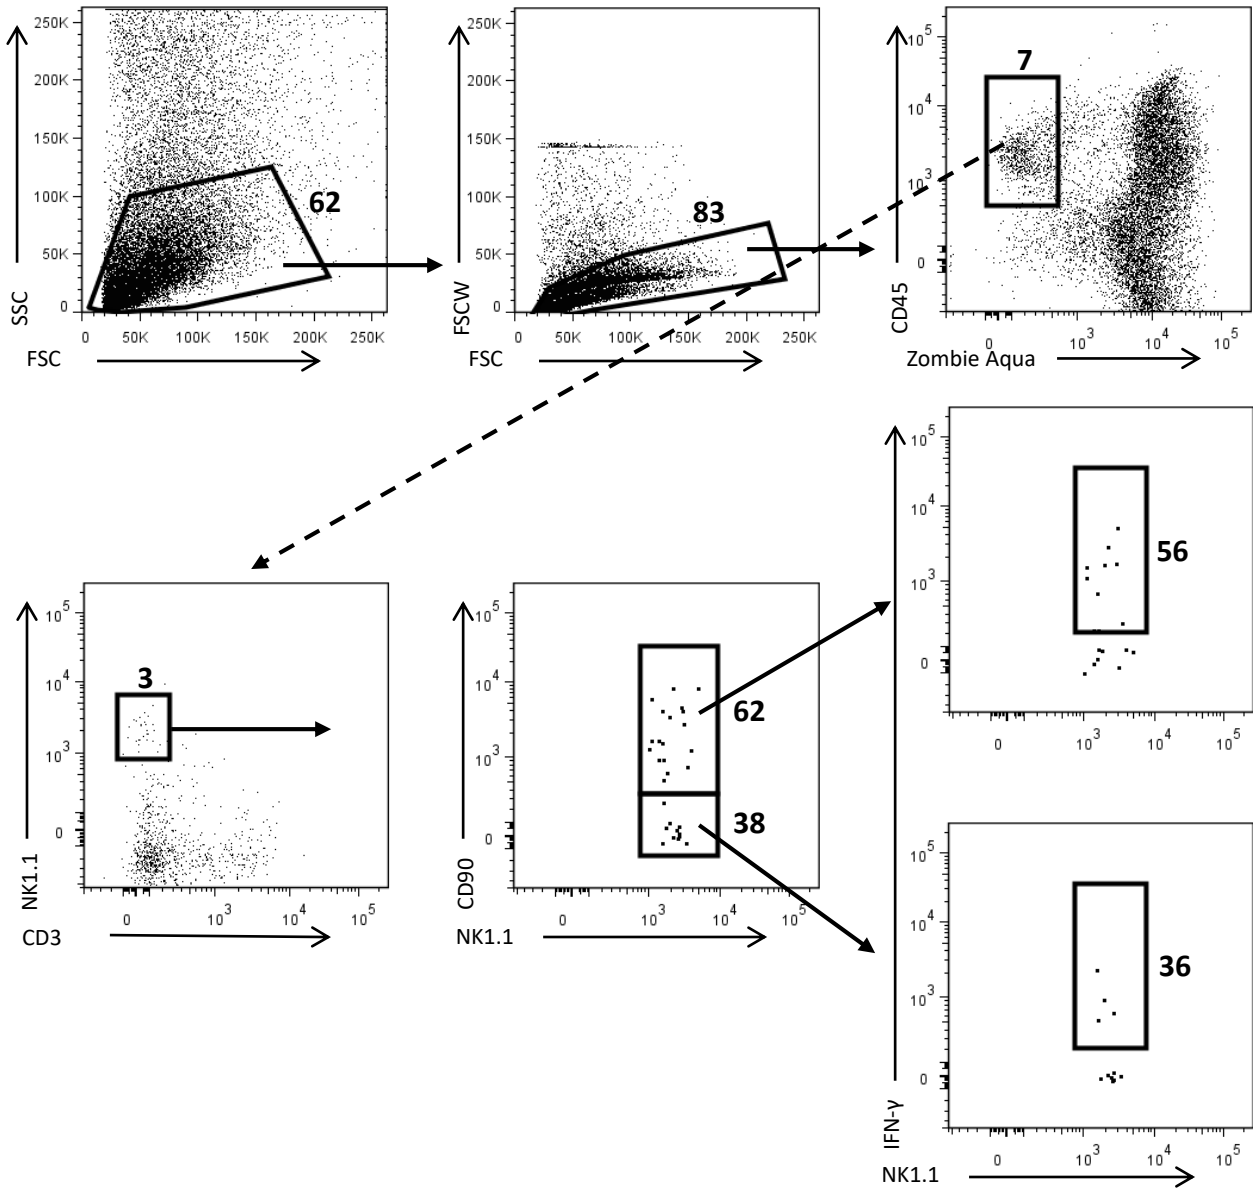 250K
200K
150K
100K
50K
0
SSC
62
0 50K 100K 150K 200K 250K
FSC
250K
200K
150K
100K
50K
0
FSCW
83
0 50K 100K 150K 200K 250K
FSC
10^5
10^4
10^3
0
CD45
7
0 10^3 10^4 10^5
Zombie Aqua
10^5
10^4
10^3
0
NK1.1
3
0 10^3 10^4 10^5
CD3
10^5
10^4
10^3
0
CD90
62
38
0 10^3 10^4 10^5
NK1.1
10^5
10^4
10^3
0
56
0 10^3 10^4 10^5
10^5
10^4
10^3
0
IFN-γ
36
0 10^3 10^4 10^5
NK1.1